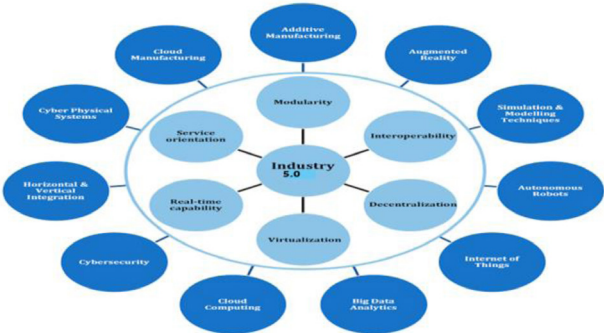 Additive
Manufacturing
Cloud
Manufacturing
Augmented
Reality
Modularity
Cyber Physical
Systems
Simulation &
Modelling
Techniques
Service
orientation
Interoperability
Industry
5.0
Horizontal &
Vertical
Integration
Autonomous
Robots
Real-time
capability
Decentralization
Virtualization
Cybersecurity
Internet of
Things
Cloud
Computing
Big Data
Analytics